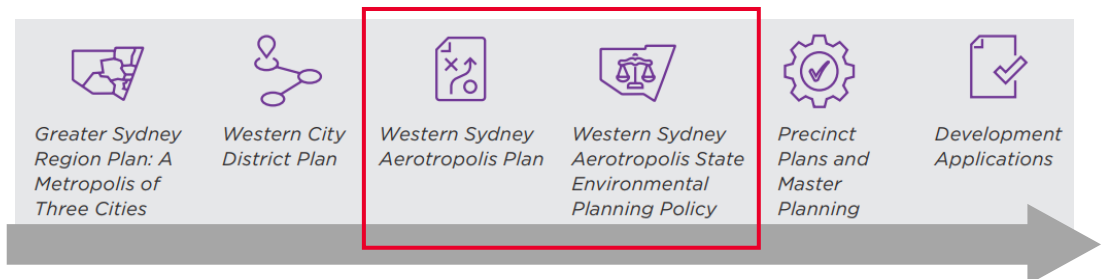 Greater Sydney
Region Plan: A
Metropolis of
Three Cities
Western City
District Plan
Western Sydney
Aerotropolis Plan
Western Sydney
Aerotropolis State
Environmental
Planning Policy
Precinct
Plans and
Master
Planning
Development
Applications